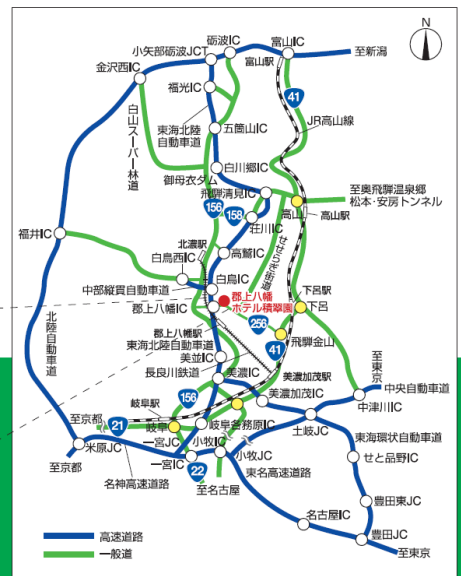 N
砺波IC
富山IC
小矢部砺波JCT
富山駅
至新潟
金沢西IC
福光IC
41
東海北陸
自動車道
JR高山線
五箇山IC
白山スーパー林道
白川郷IC
御母衣ダム
飛騨清見IC
至奥飛騨温泉郷
松本・安房トンネル
156
158
高山
高山駅
荘川IC
せせらぎ街道
福井IC
北濃駅
白鳥西IC
高鷲IC
白鳥IC
下呂駅
中部縦貫自動車道
郡上八幡
ホテル積翠園
下呂
郡上八幡IC
256
北陸自動車道
郡上八幡駅
東海北陸自動車道
飛騨金山
41
美並IC
長良川鉄道
美濃加茂駅
至東京
美濃IC
中央自動車道
156
岐阜駅
美濃加茂IC
中津川IC
至京都
21
岐阜
岐阜各務原IC
土岐JC
東海環状自動車道
米原JC
一宮JC
小牧IC
小牧JC
せと品野IC
至京都
一宮IC
22
東名高速道路
名神高速道路
至名古屋
豊田東JC
名古屋IC
豊田JC
至東京
高速道路
一般道